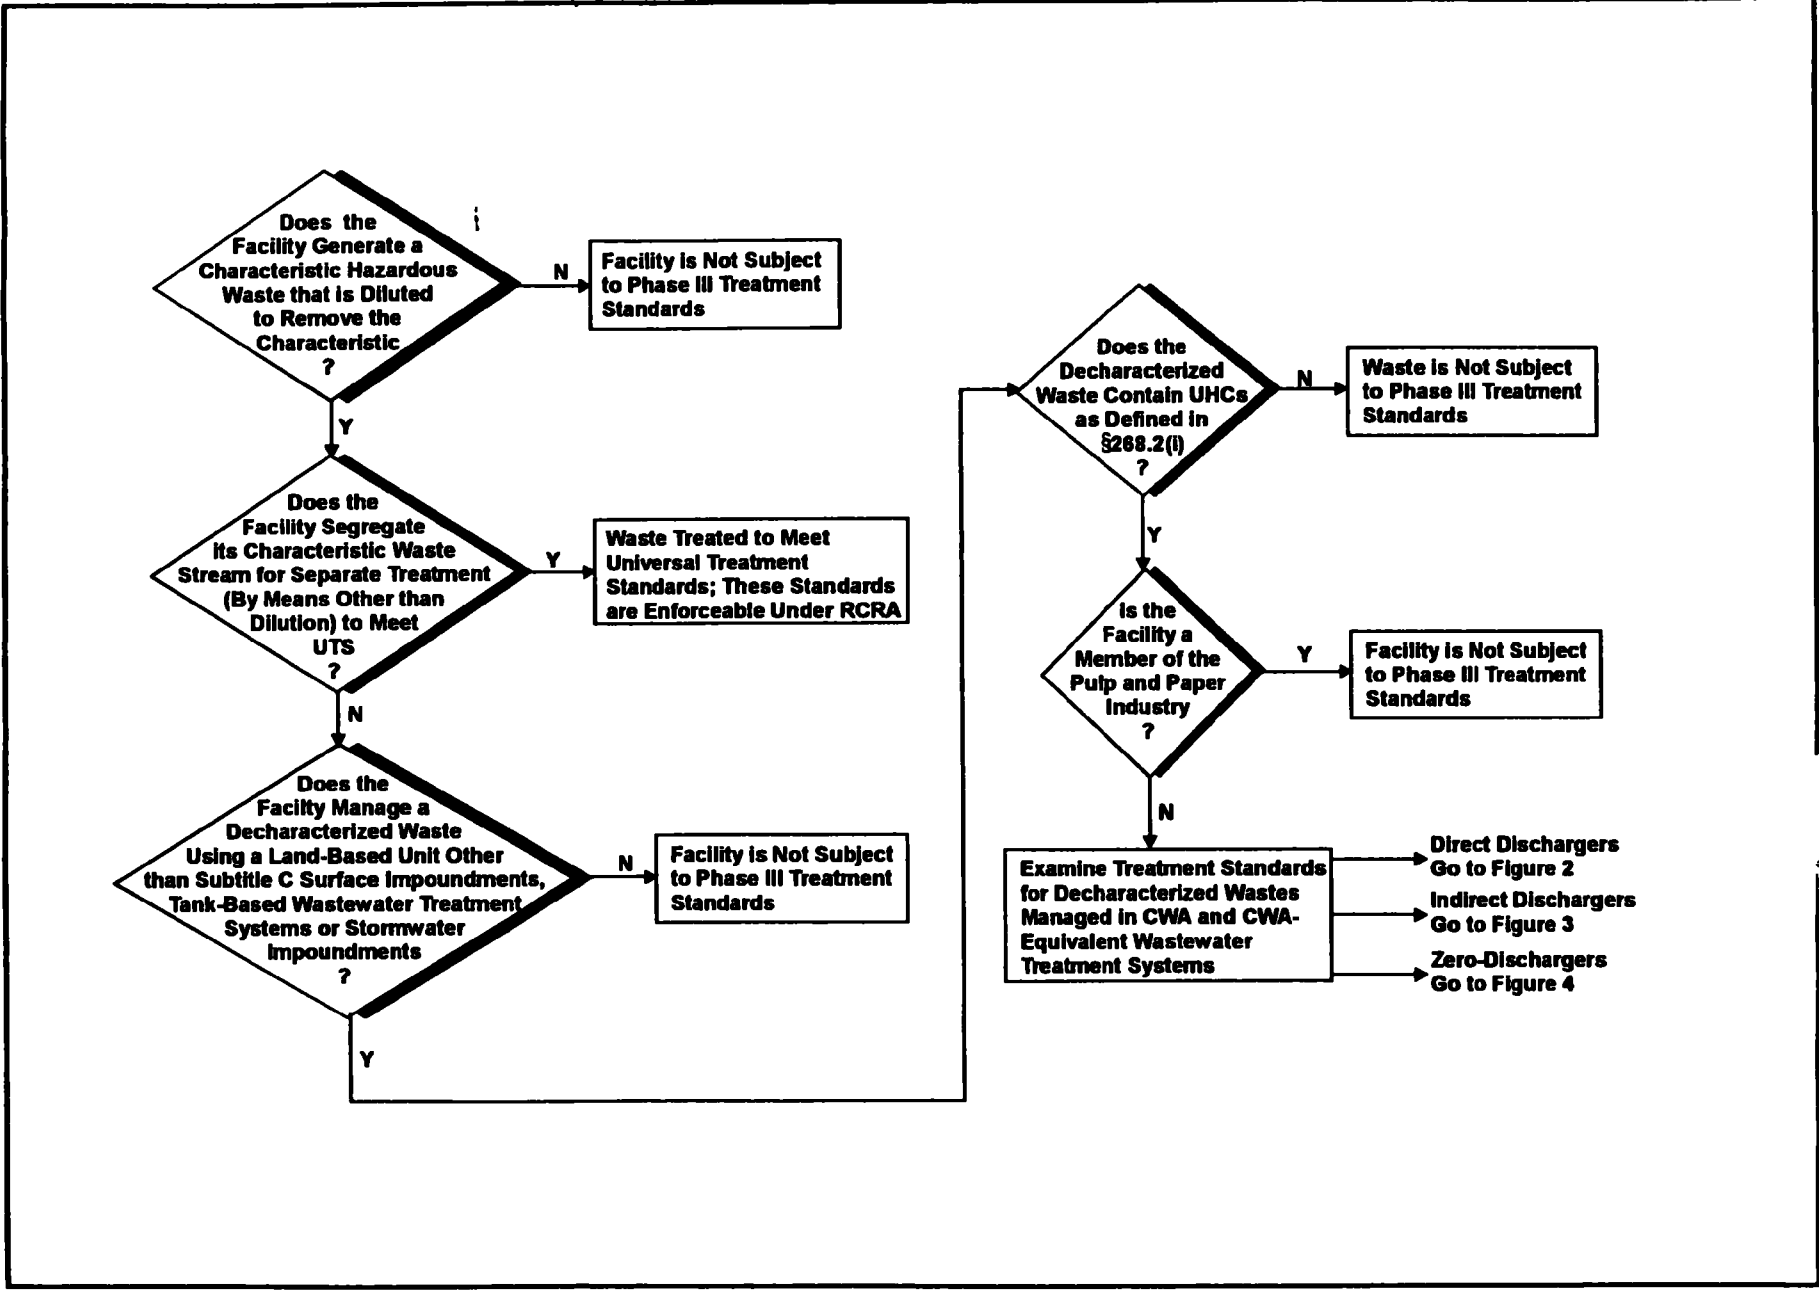 Does the
Facility Generate a
Characteristic Hazardous
Waste that is Diluted
to Remove the
Characteristic
?
N
Facility is Not Subject
to Phase III Treatment
Standards
Y
Does the
Facility Segregate
its Characteristic Waste
Stream for Separate Treatment
(By Means Other than
Dilution) to Meet
UTS
?
Y
Waste Treated to Meet
Universal Treatment
Standards; These Standards
are Enforceable Under RCRA
N
Does the
Facilty Manage a
Decharacterized Waste
Using a Land-Based Unit Other
than Subtitle C Surface Impoundments,
Tank-Based Wastewater Treatment
Systems or Stormwater
Impoundments
?
N
Facility is Not Subject
to Phase III Treatment
Standards
Y
Does the
Decharacterized
Waste Contain UHCs
as Defined in
§268.2(i)
?
N
Waste is Not Subject
to Phase III Treatment
Standards
Y
Is the
Facility a
Member of the
Pulp and Paper
Industry
?
Y
Facility is Not Subject
to Phase III Treatment
Standards
N
Examine Treatment Standards
for Decharacterized Wastes
Managed in CWA and CWA-
Equivalent Wastewater
Treatment Systems
Direct Dischargers
Go to Figure 2
Indirect Dischargers
Go to Figure 3
Zero-Dischargers
Go to Figure 4